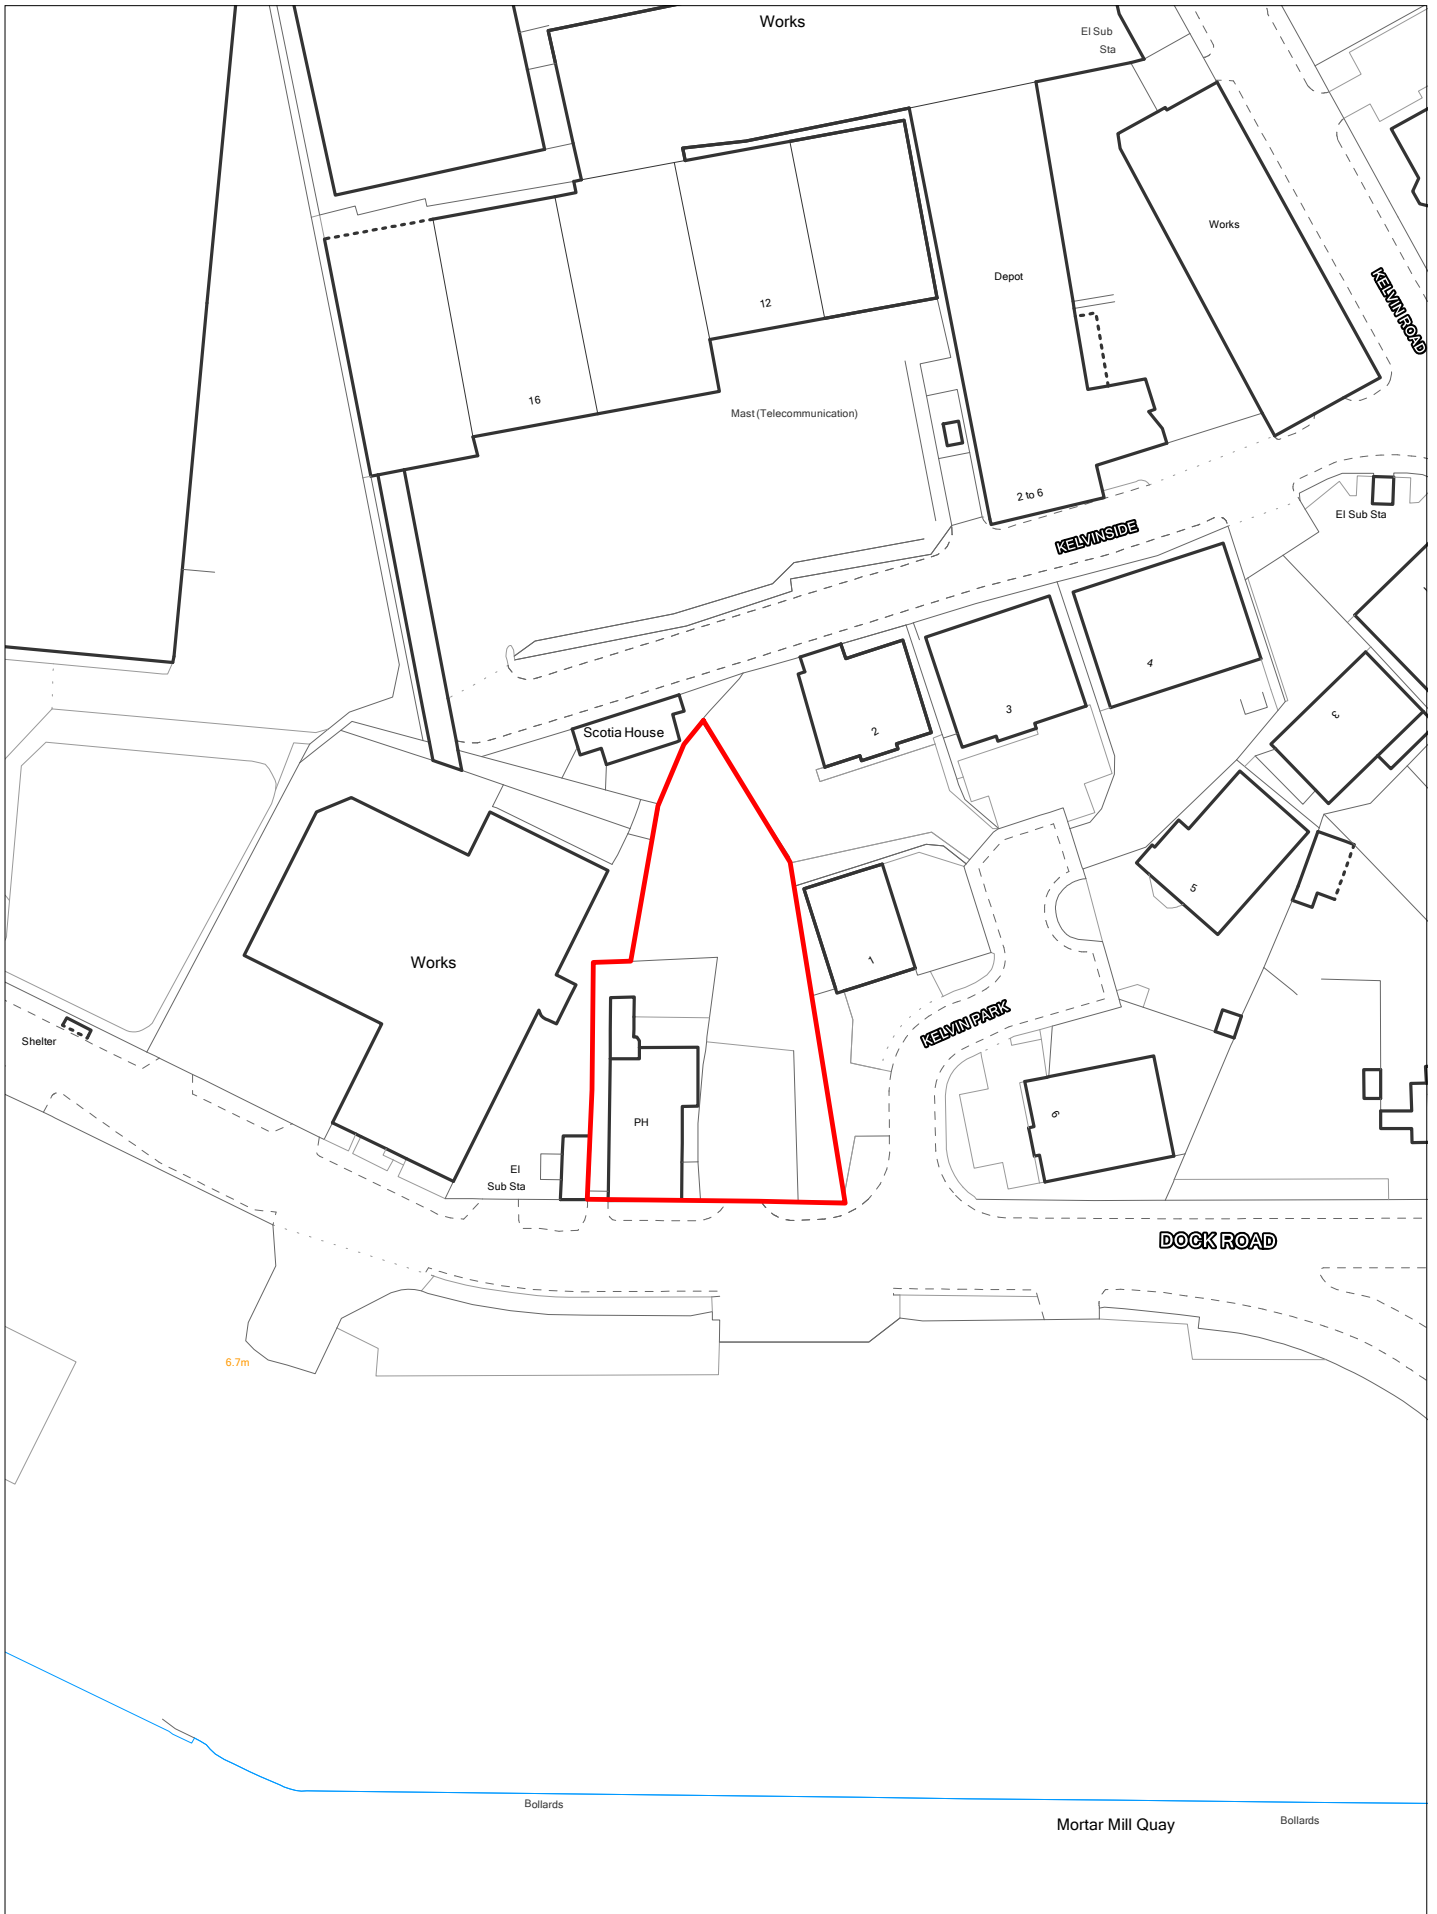 Works
El Sub
Sta
Works
KELVIN ROAD
Depot
12
16
Mast (Telecommunication)
2 to 6
El Sub Sta
KELVINSIDE
4
3
3
2
Scotia House
5
1
Works
KELVIN PARK
Shelter
PH
6
El
Sub Sta
DOCK ROAD
6.7m
Bollards
Mortar Mill Quay
Bollards